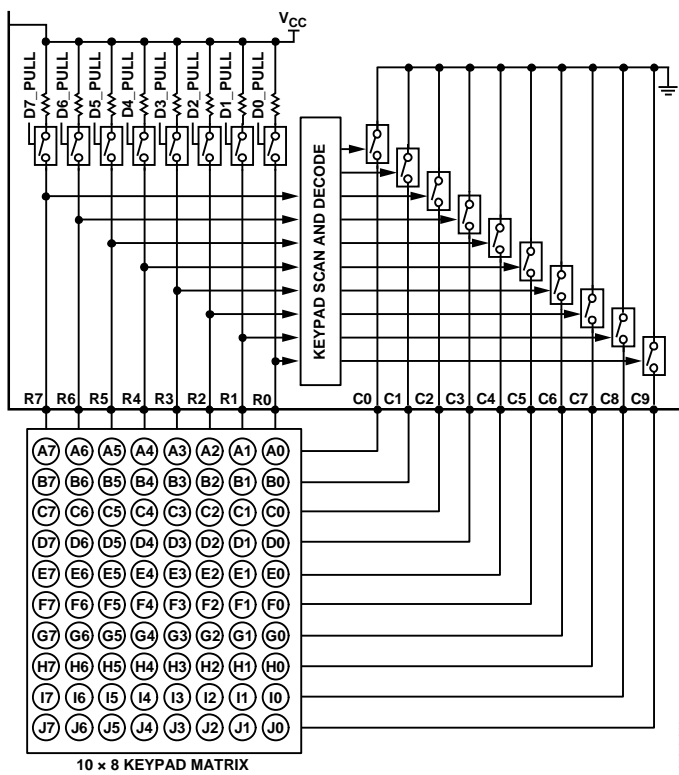 VCC
D7_PULL
D6_PULL
D5_PULL
D4_PULL
D3_PULL
D2_PULL
D1_PULL
D0_PULL
KEYPAD SCAN AND DECODE
R7 R6 R5 R4 R3 R2 R1 R0 C0 C1 C2 C3 C4 C5 C6 C7 C8 C9
A7 A6 A5 A4 A3 A2 A1 A0
B7 B6 B5 B4 B3 B2 B1 B0
C7 C6 C5 C4 C3 C2 C1 C0
D7 D6 D5 D4 D3 D2 D1 D0
E7 E6 E5 E4 E3 E2 E1 E0
F7 F6 F5 F4 F3 F2 F1 F0
G7 G6 G5 G4 G3 G2 G1 G0
H7 H6 H5 H4 H3 H2 H1 H0
I7 I6 I5 I4 I3 I2 I1 I0
J7 J6 J5 J4 J3 J2 J1 J0
10 × 8 KEYPAD MATRIX